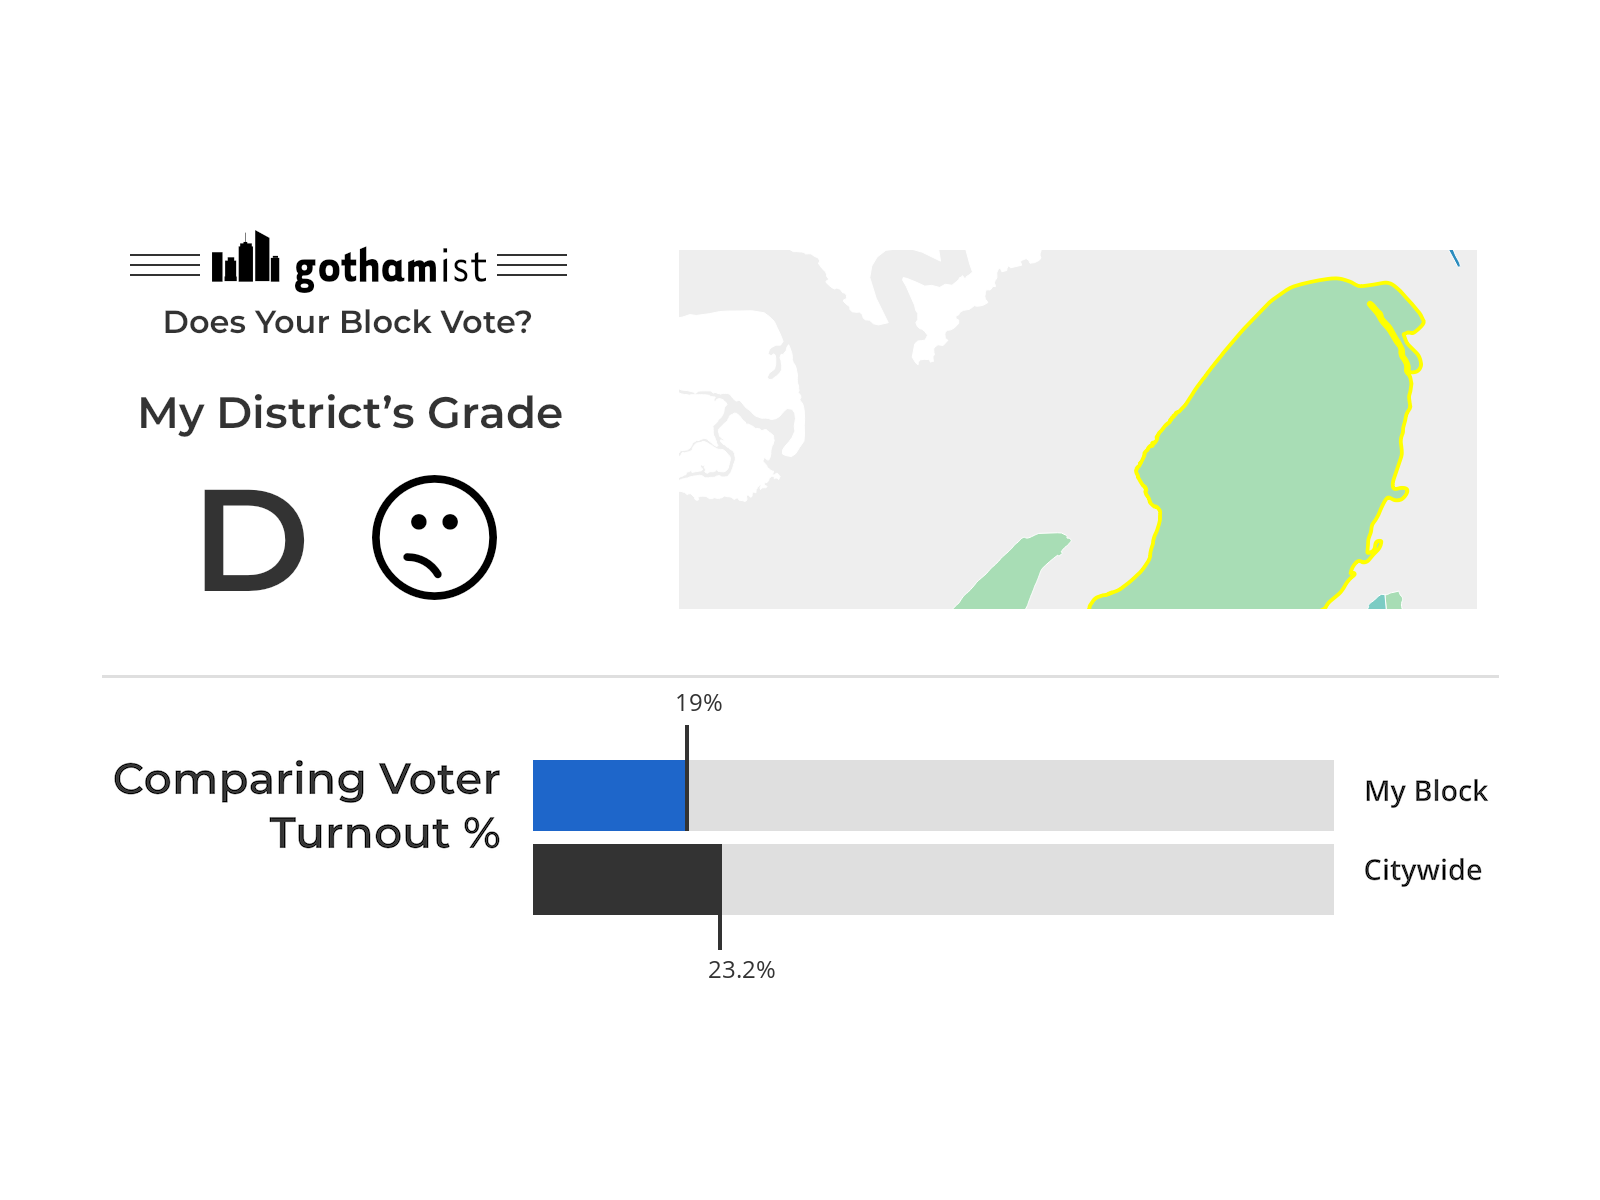 gothamist
Does Your Block Vote?
My District’s Grade
D
19%
Comparing Voter
Turnout %
My Block
Citywide
23.2%